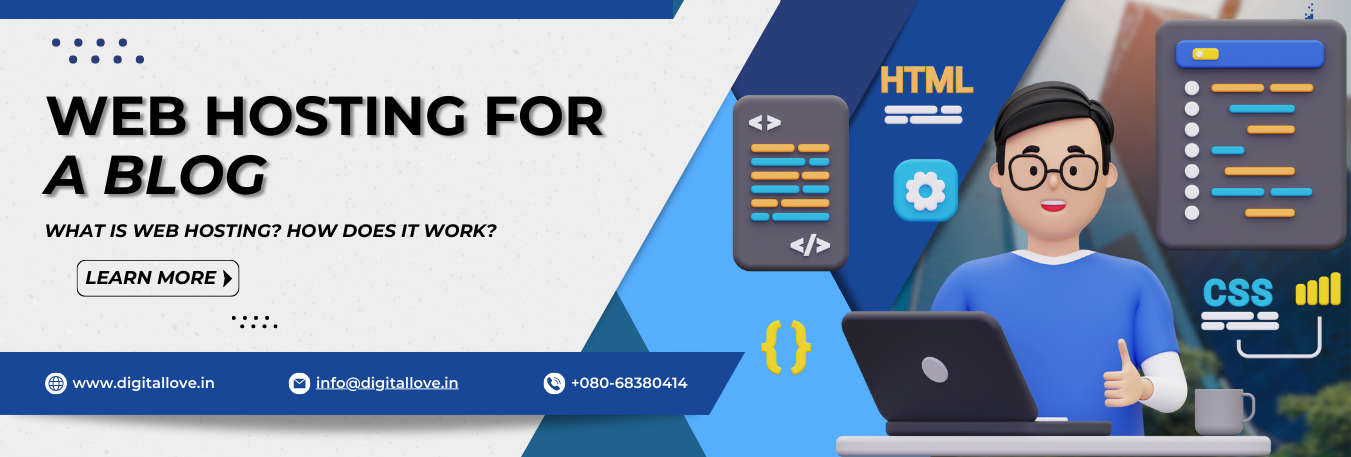 WEB HOSTING FOR
A BLOG
WHAT IS WEB HOSTING? HOW DOES IT WORK?
LEARN MORE
www.digitallove.in
info@digitallove.in
+080-68380414
< >
</>
HTML
{ }
CSS